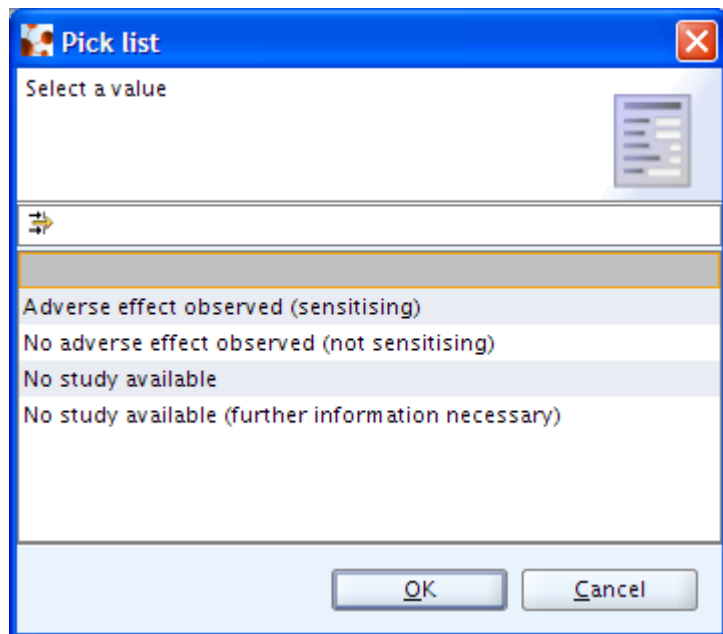 Pick list
Select a value
Adverse effect observed (sensitising)
No adverse effect observed (not sensitising)
No study available
No study available (further information necessary)
OK
Cancel